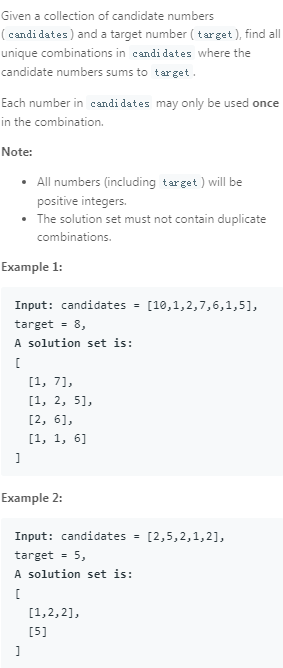 Given a collection of candidate numbers
(candidates) and a target number (target), find all
unique combinations in candidates where the
candidate numbers sums to target.
Each number in candidates may only be used once
in the combination.
Note:
• All numbers (including target) will be
positive integers.
• The solution set must not contain duplicate
combinations.
Example 1:
Input: candidates = [10,1,2,7,6,1,5],
target = 8,
A solution set is:
[
[1, 7],
[1, 2, 5],
[2, 6],
[1, 1, 6]
]
Example 2:
Input: candidates = [2,5,2,1,2],
target = 5,
A solution set is:
[
[1,2,2],
[5]
]